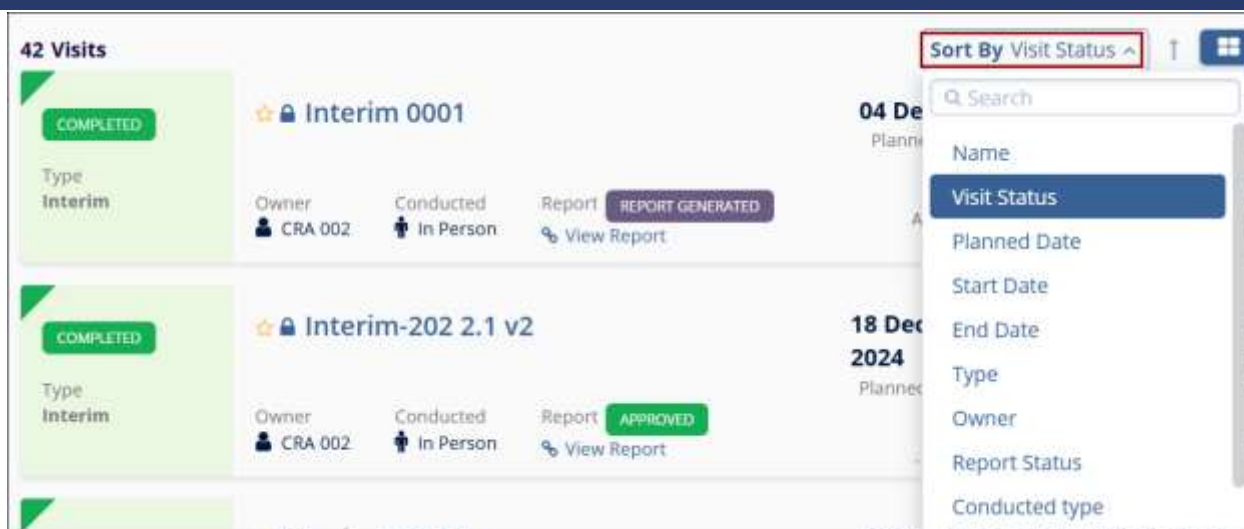 42 Visits
Sort By Visit Status
Search
Name
Visit Status
Planned Date
Start Date
End Date
Type
Owner
Report Status
Conducted type
COMPLETED
Type
Interim
Interim 0001
Owner
CRA 002
Conducted
In Person
Report REPORT GENERATED
View Report
04 De
Plann
A
COMPLETED
Type
Interim
Interim-202 2.1 v2
Owner
CRA 002
Conducted
In Person
Report APPROVED
View Report
18 Dec
2024
Planned